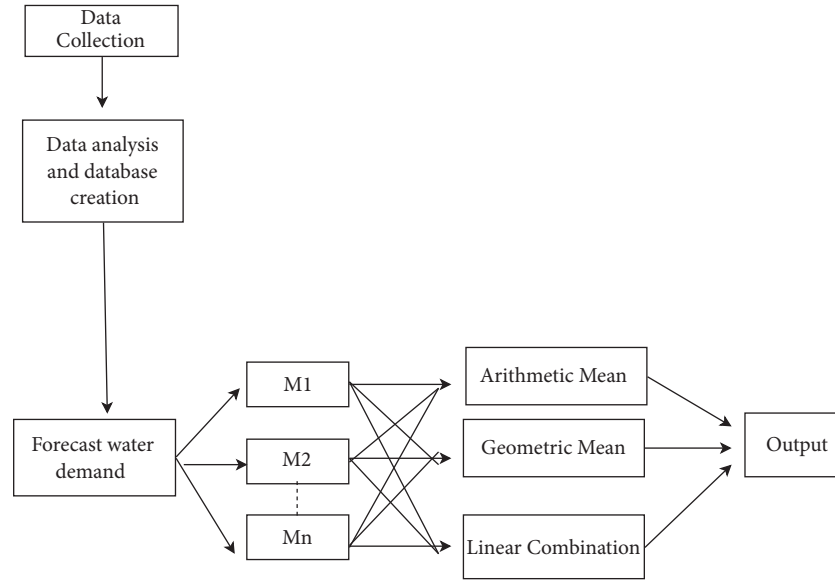 Data
Collection
Data analysis
and database
creation
Forecast water
demand
M1
M2
Mn
Arithmetic Mean
Geometric Mean
Linear Combination
Output